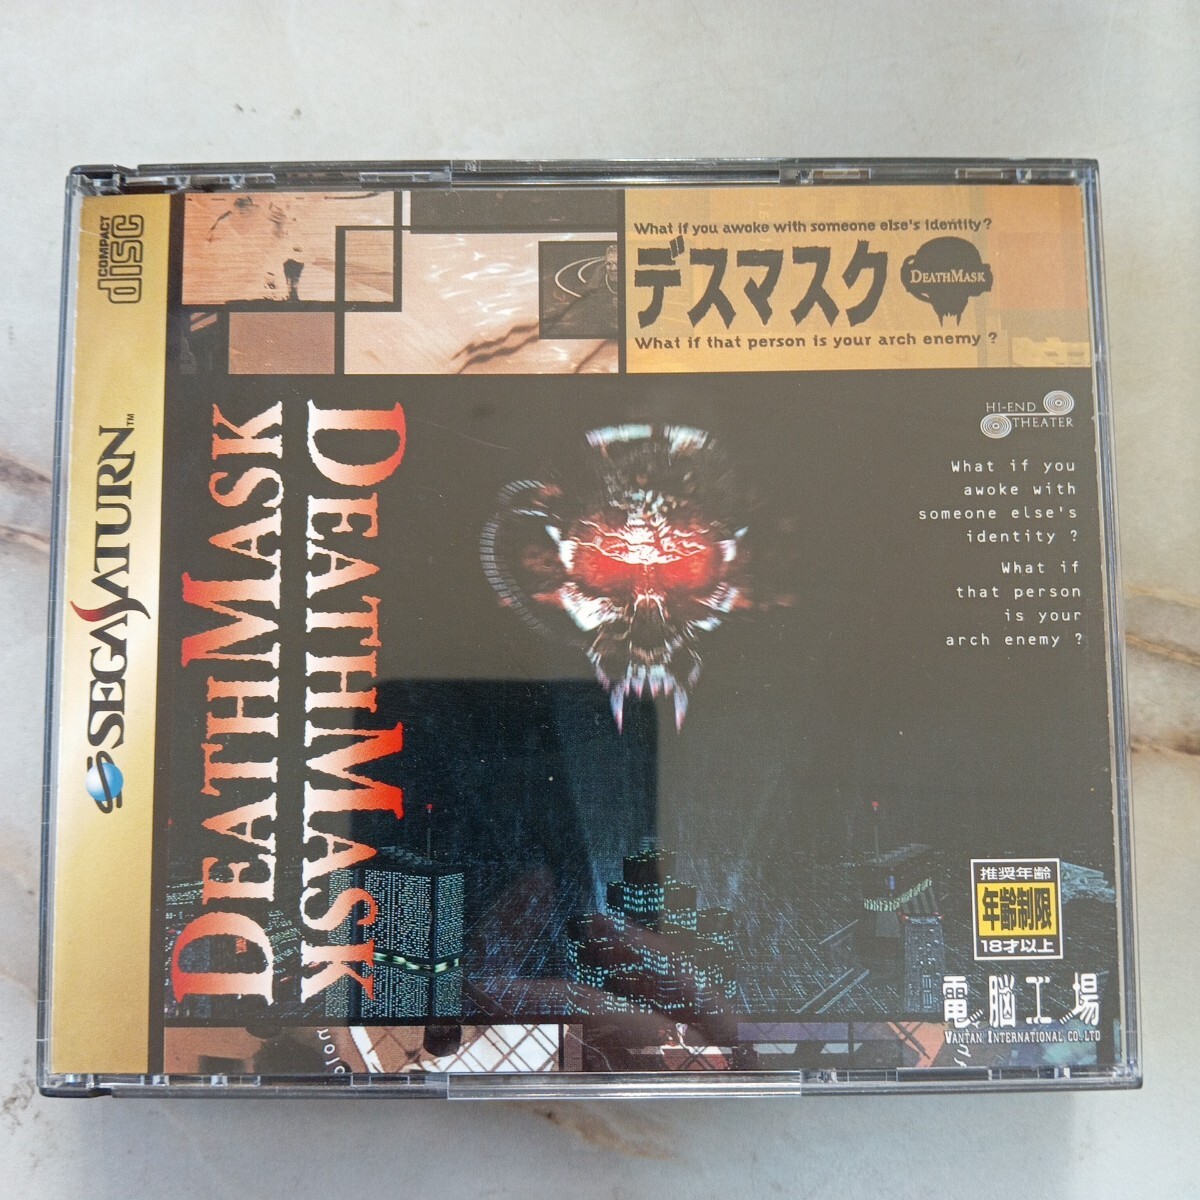 COMPACT
disc
SEGA SATURN™
What if you awoke with someone else's identity?
デスマスク
DEATHMASK
What if that person is your arch enemy ?
DEATHMASK
DEATHMASK
HI-END
THEATER
What if you
awoke with
someone else's
identity ?
What if
that person
is your
arch enemy ?
推奨年齢
年齢制限
18才以上
電脳工場
VANTAN INTERNATIONAL CO.,LTD